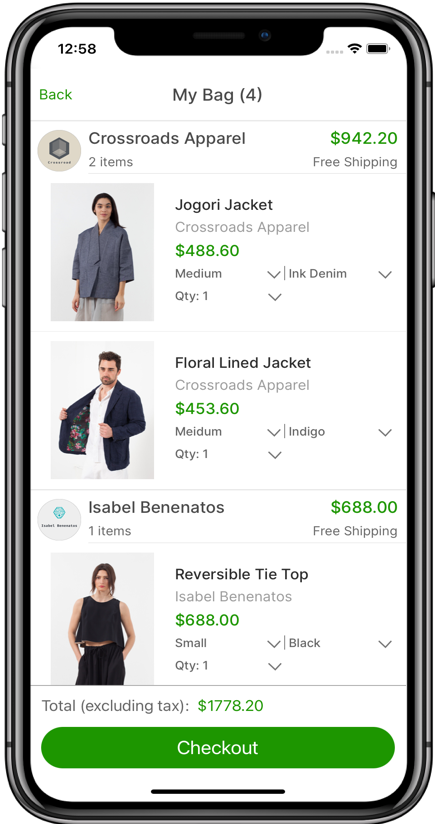 12:58
Back
My Bag (4)
Crossroads Apparel
$942.20
Crossroad
2 items
Free Shipping
Jogori Jacket
Crossroads Apparel
$488.60
Medium
Ink Denim
Qty: 1
Floral Lined Jacket
Crossroads Apparel
$453.60
Meidum
Indigo
Qty: 1
Isabel Benenatos
$688.00
Isabel Benenatos
1 items
Free Shipping
Reversible Tie Top
Isabel Benenatos
$688.00
Small
Black
Qty: 1
Total (excluding tax): $1778.20
Checkout